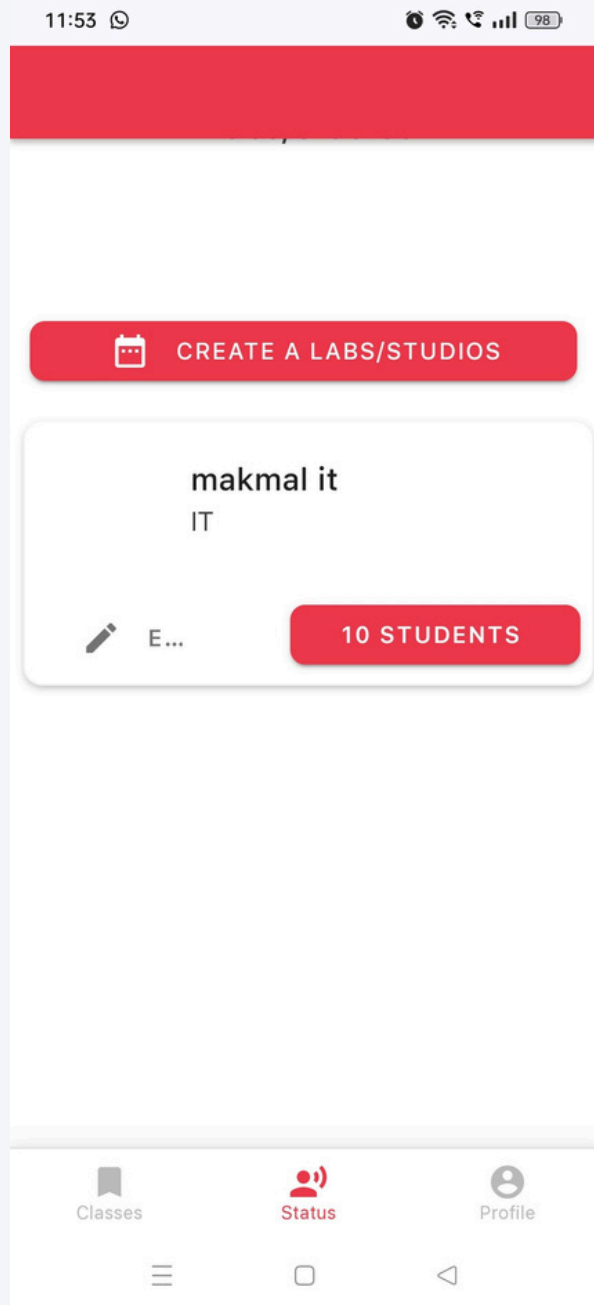 11:53
98
CREATE A LABS/STUDIOS
makmal it
IT
E...
10 STUDENTS
Classes
Status
Profile